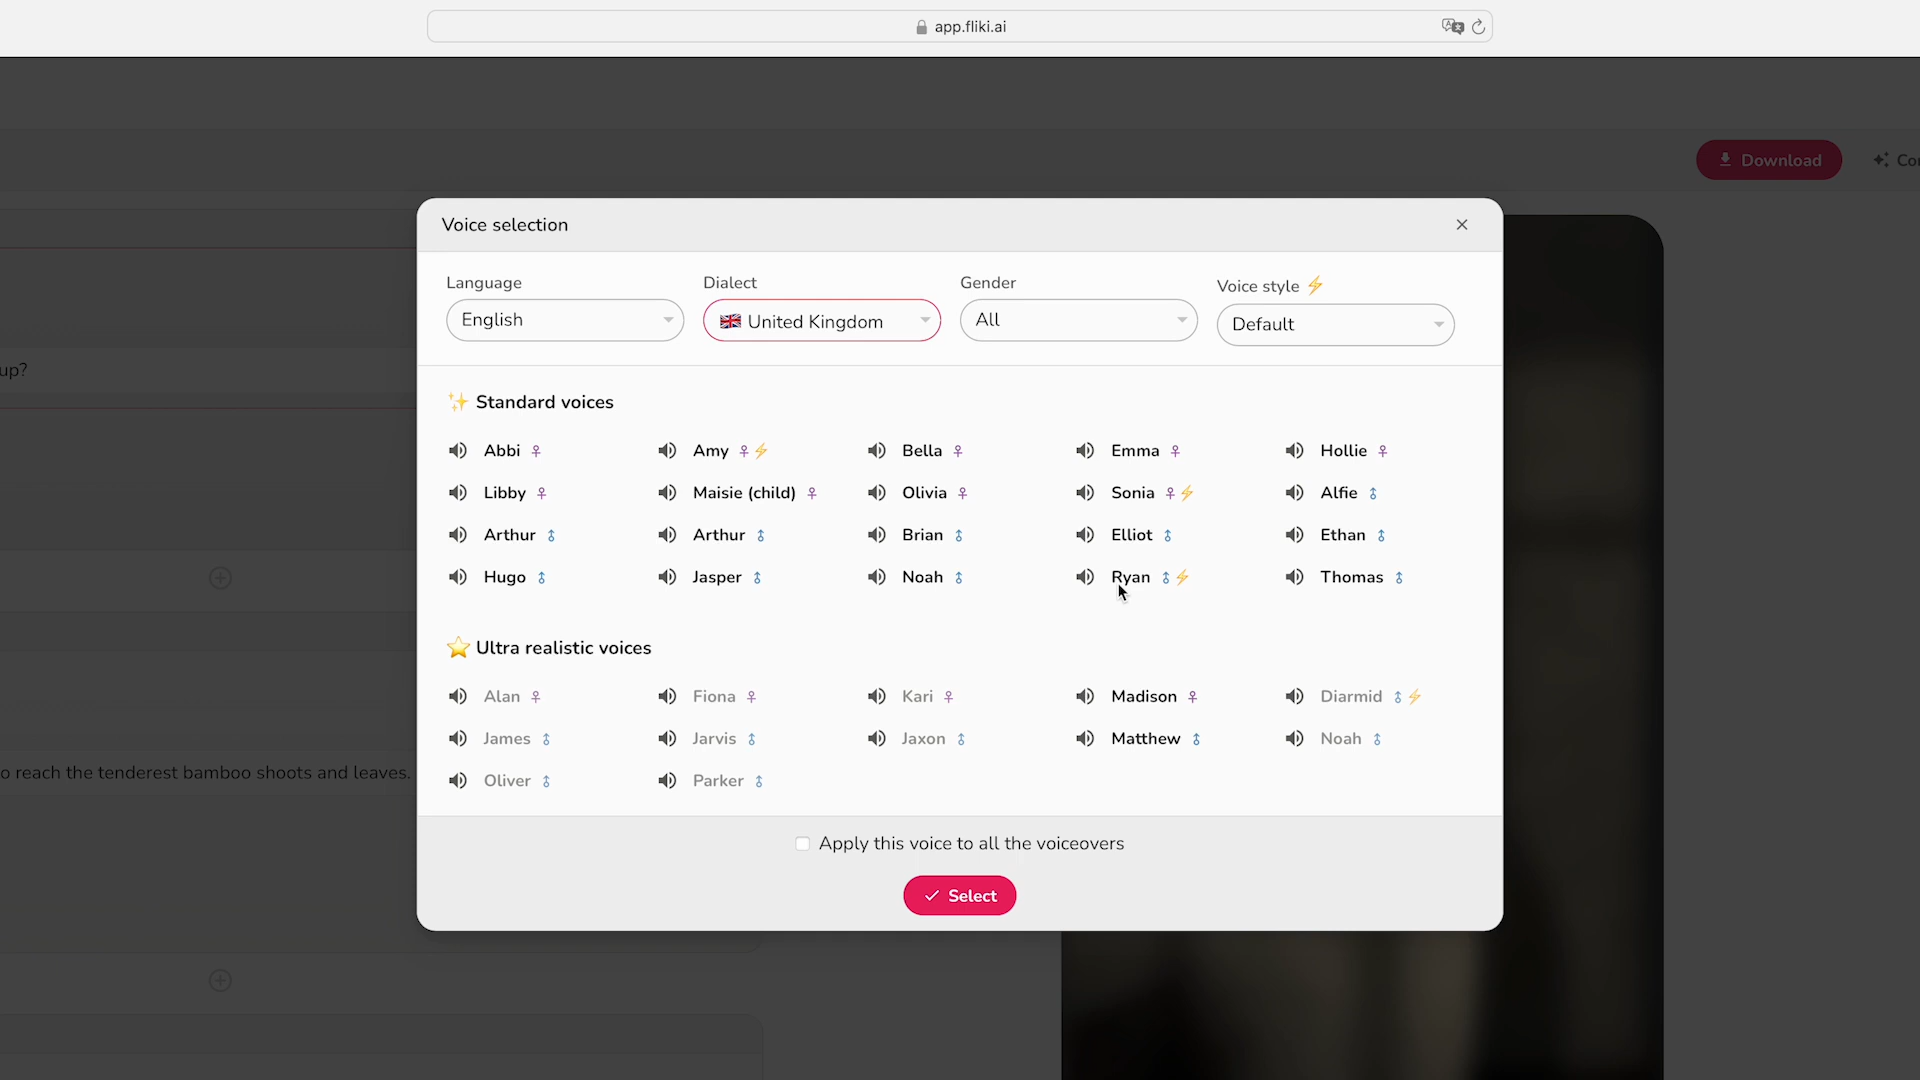 app.fliki.ai
Download
Co
Voice selection
Language
Dialect
Gender
Voice style
English
United Kingdom
All
Default
Standard voices
Abbi
Amy
Bella
Emma
Hollie
Libby
Maisie (child)
Olivia
Sonia
Alfie
Arthur
Arthur
Brian
Elliot
Ethan
Hugo
Jasper
Noah
Ryan
Thomas
Ultra realistic voices
Alan
Fiona
Kari
Madison
Diarmid
James
Jarvis
Jaxon
Matthew
Noah
Oliver
Parker
Apply this voice to all the voiceovers
Select
up?
o reach the tenderest bamboo shoots and leaves.